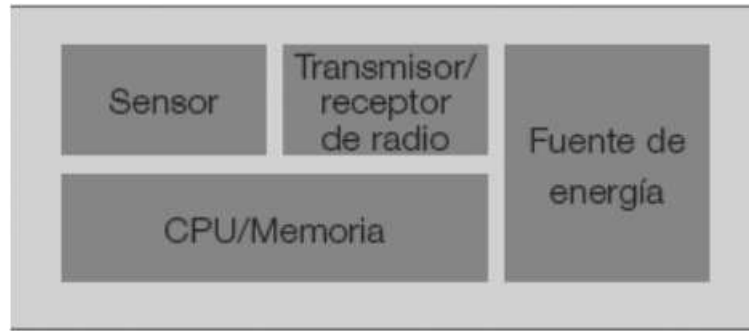 Sensor
Transmisor/
receptor
de radio
Fuente de
energía
CPU/Memoria